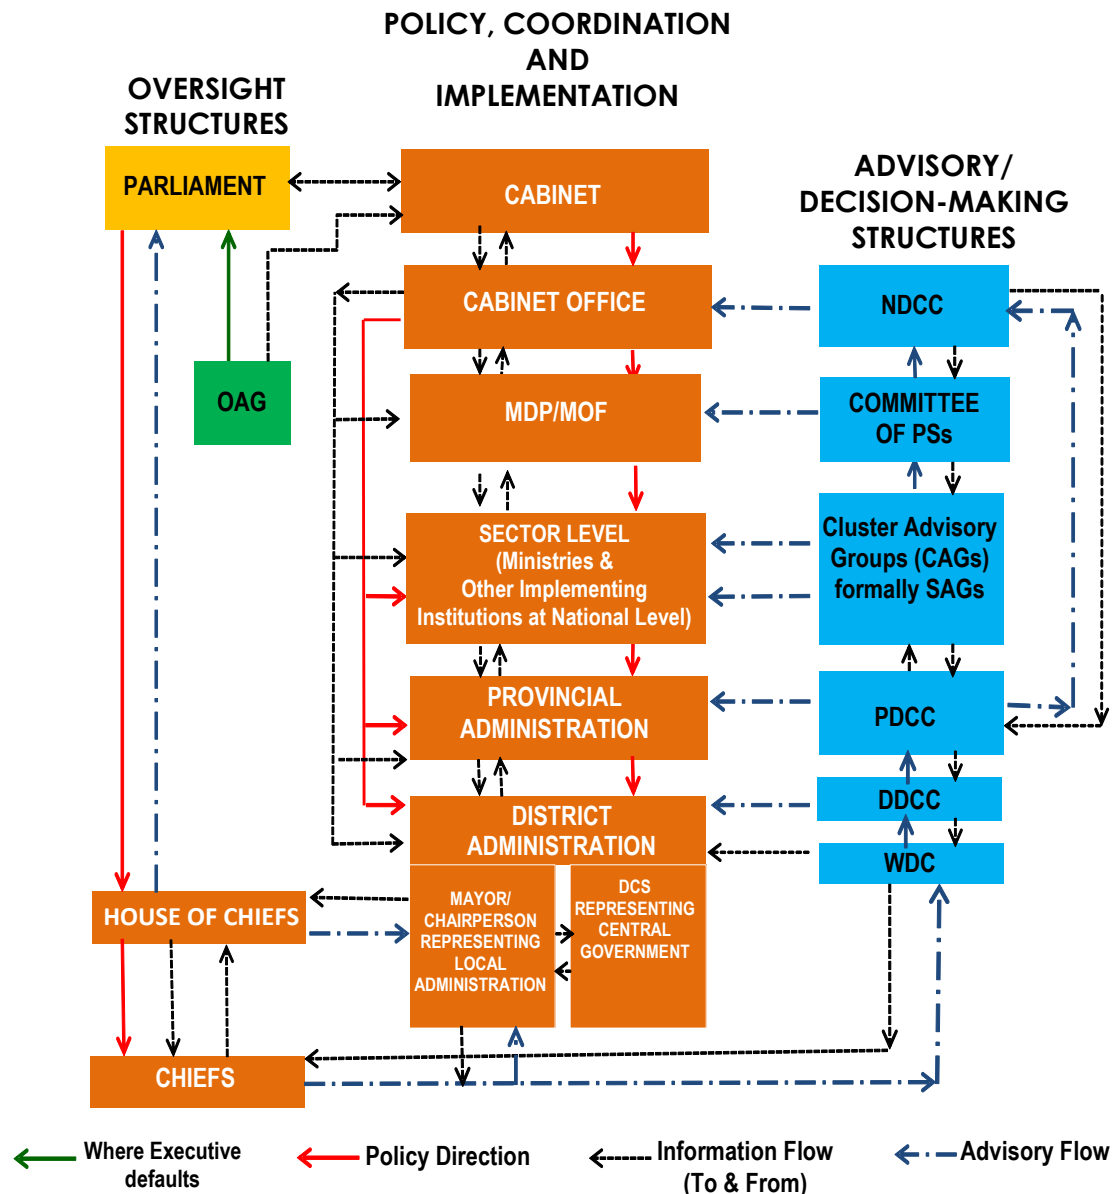 POLICY, COORDINATION
AND
IMPLEMENTATION
OVERSIGHT
STRUCTURES
ADVISORY/
DECISION-MAKING
STRUCTURES
PARLIAMENT
CABINET
CABINET OFFICE
NDCC
OAG
MDP/MOF
COMMITTEE
OF PSs
SECTOR LEVEL
(Ministries &
Other Implementing
Institutions at National Level)
Cluster Advisory
Groups (CAGs)
formally SAGs
PROVINCIAL
ADMINISTRATION
PDCC
DISTRICT
ADMINISTRATION
DDCC
WDC
HOUSE OF CHIEFS
MAYOR/
CHAIRPERSON
REPRESENTING
LOCAL
ADMINISTRATION
DCS
REPRESENTING
CENTRAL
GOVERNMENT
CHIEFS
Where Executive
defaults
Policy Direction
Information Flow
(To & From)
Advisory Flow